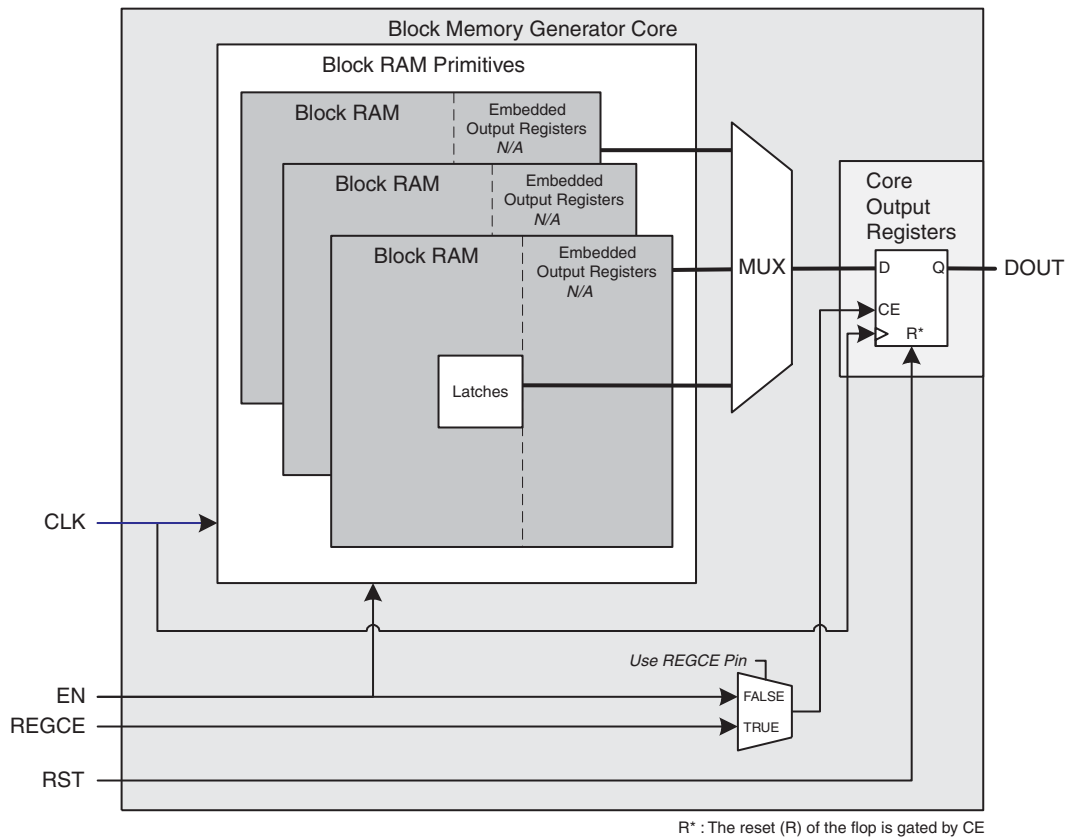 Block Memory Generator Core
Block RAM Primitives
Block RAM
Embedded
Output Registers
N/A
Block RAM
Embedded
Output Registers
N/A
Block RAM
Embedded
Output Registers
N/A
Latches
MUX
Core
Output
Registers
D
Q
CE
R*
DOUT
CLK
Use REGCE Pin
EN
FALSE
REGCE
TRUE
RST
R* : The reset (R) of the flop is gated by CE